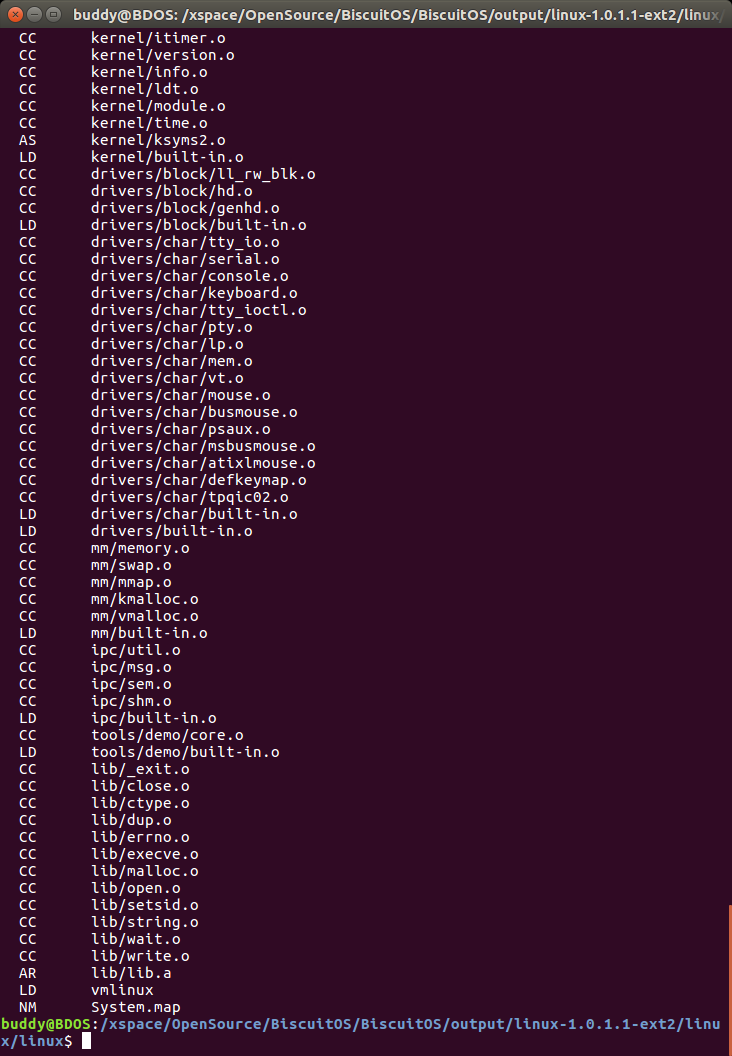 buddy@BDOS: /xspace/OpenSource/BiscuitOS/BiscuitOS/output/linux-1.0.1.1-ext2/linux/
CC kernel/itimer.o
CC kernel/version.o
CC kernel/info.o
CC kernel/ldt.o
CC kernel/module.o
CC kernel/time.o
AS kernel/ksyms2.o
LD kernel/built-in.o
CC drivers/block/ll_rw_blk.o
CC drivers/block/hd.o
CC drivers/block/genhd.o
LD drivers/block/built-in.o
CC drivers/char/tty_io.o
CC drivers/char/serial.o
CC drivers/char/console.o
CC drivers/char/keyboard.o
CC drivers/char/tty_ioctl.o
CC drivers/char/pty.o
CC drivers/char/lp.o
CC drivers/char/mem.o
CC drivers/char/vt.o
CC drivers/char/mouse.o
CC drivers/char/busmouse.o
CC drivers/char/psaux.o
CC drivers/char/msbusmouse.o
CC drivers/char/atixlmouse.o
CC drivers/char/defkeymap.o
CC drivers/char/tpqic02.o
LD drivers/char/built-in.o
LD drivers/built-in.o
CC mm/memory.o
CC mm/swap.o
CC mm/mmap.o
CC mm/kmalloc.o
CC mm/vmalloc.o
LD mm/built-in.o
CC ipc/util.o
CC ipc/msg.o
CC ipc/sem.o
CC ipc/shm.o
LD ipc/built-in.o
CC tools/demo/core.o
LD tools/demo/built-in.o
CC lib/_exit.o
CC lib/close.o
CC lib/ctype.o
CC lib/dup.o
CC lib/errno.o
CC lib/execve.o
CC lib/malloc.o
CC lib/open.o
CC lib/setsid.o
CC lib/string.o
CC lib/wait.o
CC lib/write.o
AR lib/lib.a
LD vmlinux
NM System.map
buddy@BDOS:/xspace/OpenSource/BiscuitOS/BiscuitOS/output/linux-1.0.1.1-ext2/linu
x/linux$